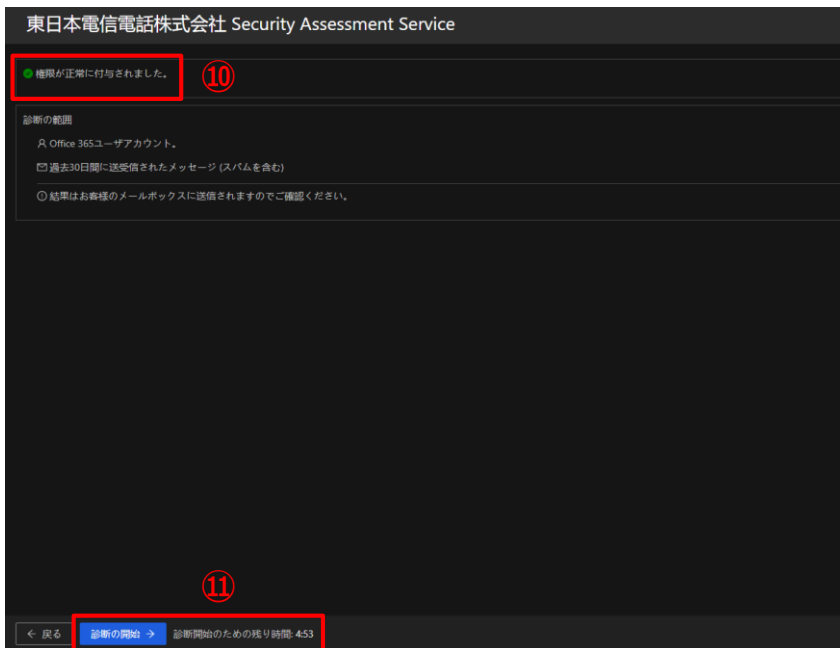 東日本電信電話株式会社 Security Assessment Service
権限が正常に付与されました。
⑩
診断の範囲
Office 365ユーザアカウント。
過去30日間に送受信されたメッセージ (スパムを含む)
結果はお客様のメールボックスに送信されますのでご確認ください。
⑪
← 戻る 診断の開始 → 診断開始のための残り時間: 4:53